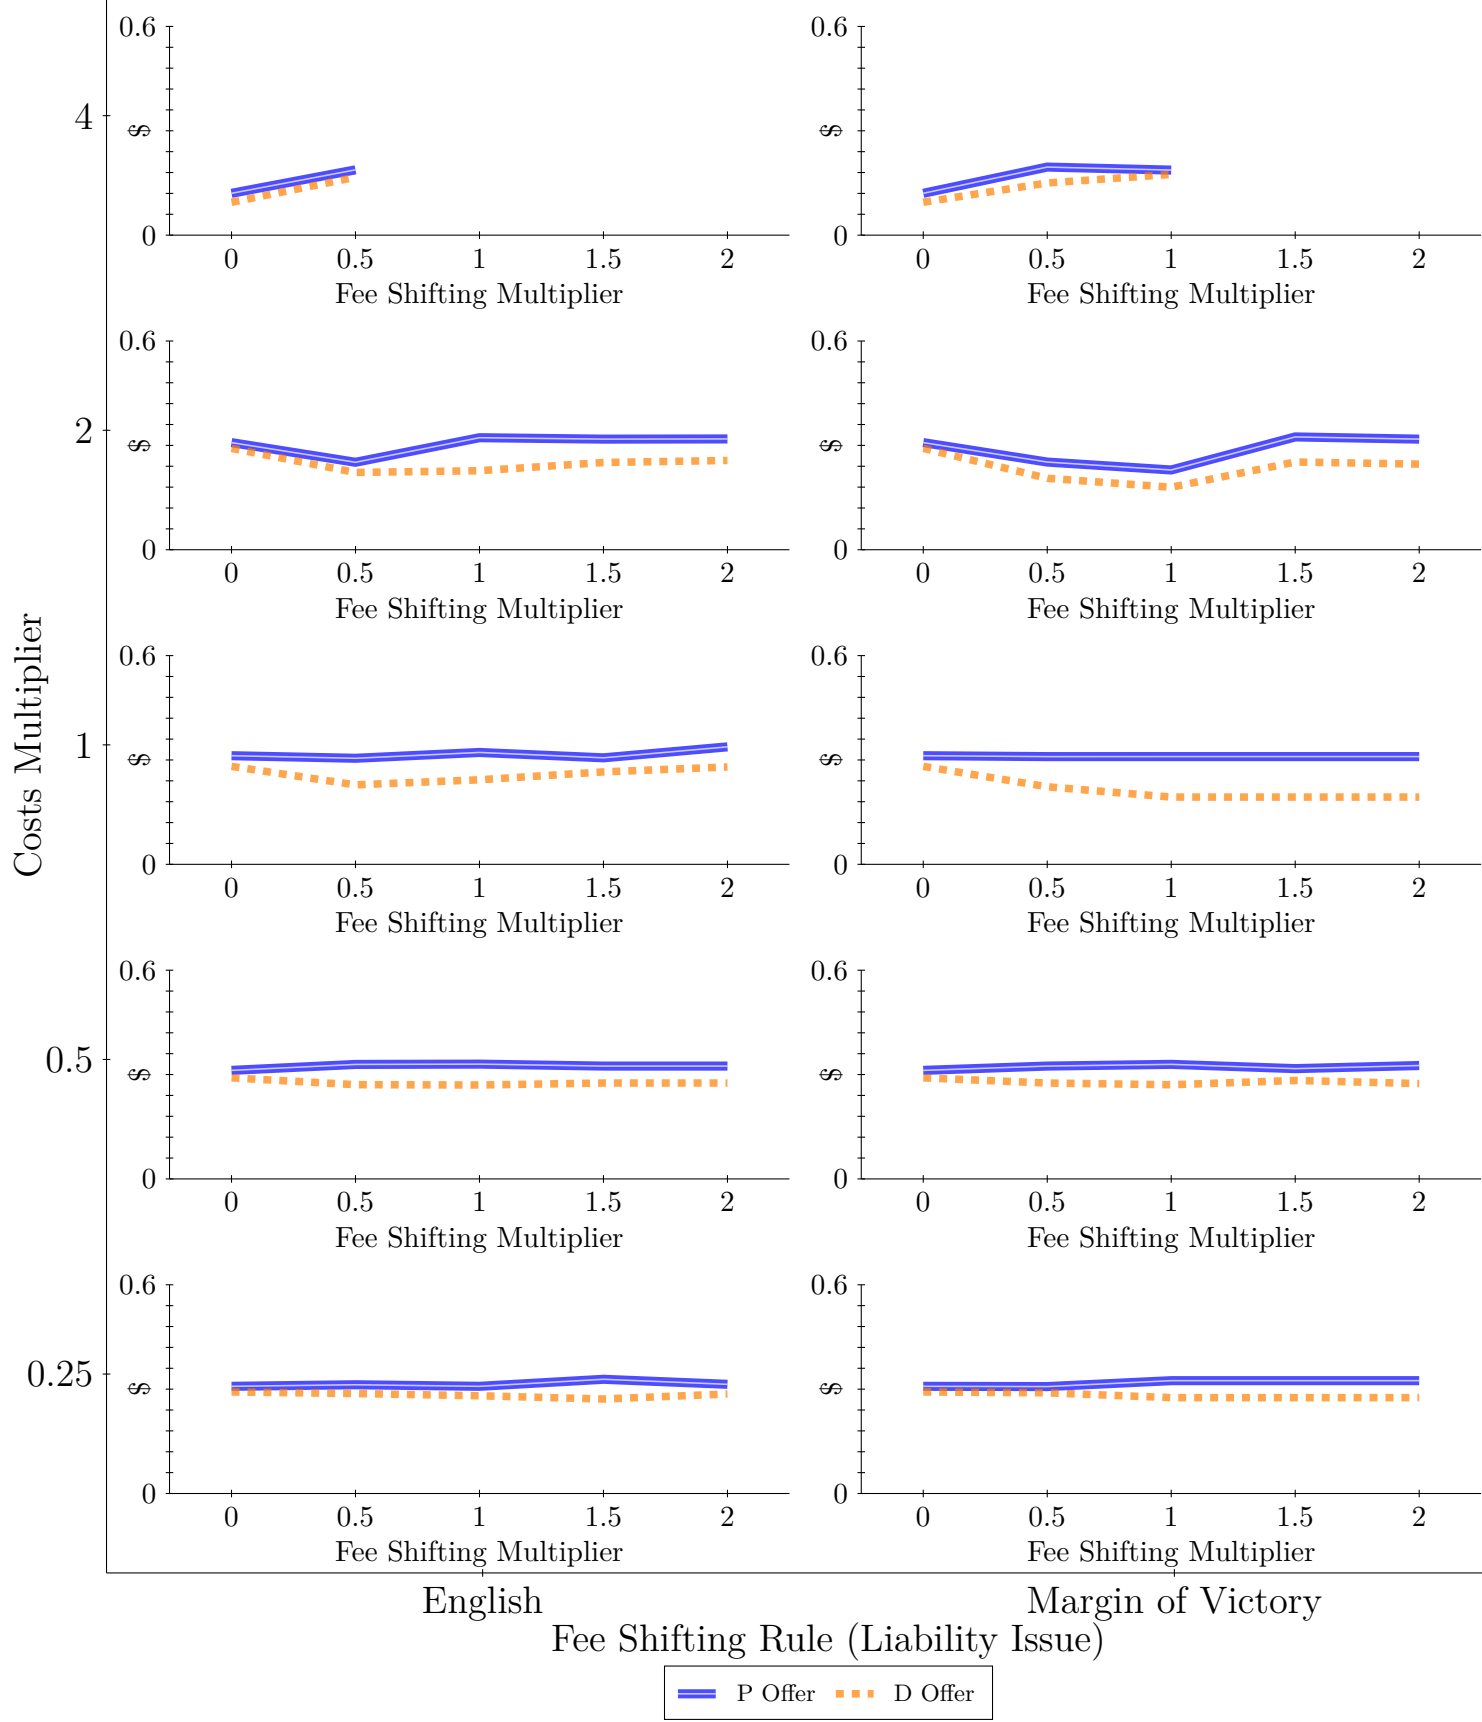 0.6 0.6
4 $ $
0 0
0 0.5 1 1.5 2 0 0.5 1 1.5 2
Fee Shifting Multiplier Fee Shifting Multiplier
0.6 0.6
2 $ $
0 0
0 0.5 1 1.5 2 0 0.5 1 1.5 2
Fee Shifting Multiplier Fee Shifting Multiplier
Costs Multiplier
0.6 0.6
1 $ $
0 0
0 0.5 1 1.5 2 0 0.5 1 1.5 2
Fee Shifting Multiplier Fee Shifting Multiplier
0.6 0.6
0.5 $ $
0 0
0 0.5 1 1.5 2 0 0.5 1 1.5 2
Fee Shifting Multiplier Fee Shifting Multiplier
0.6 0.6
0.25 $ $
0 0
0 0.5 1 1.5 2 0 0.5 1 1.5 2
Fee Shifting Multiplier Fee Shifting Multiplier
English Margin of Victory
Fee Shifting Rule (Liability Issue)
P Offer D Offer